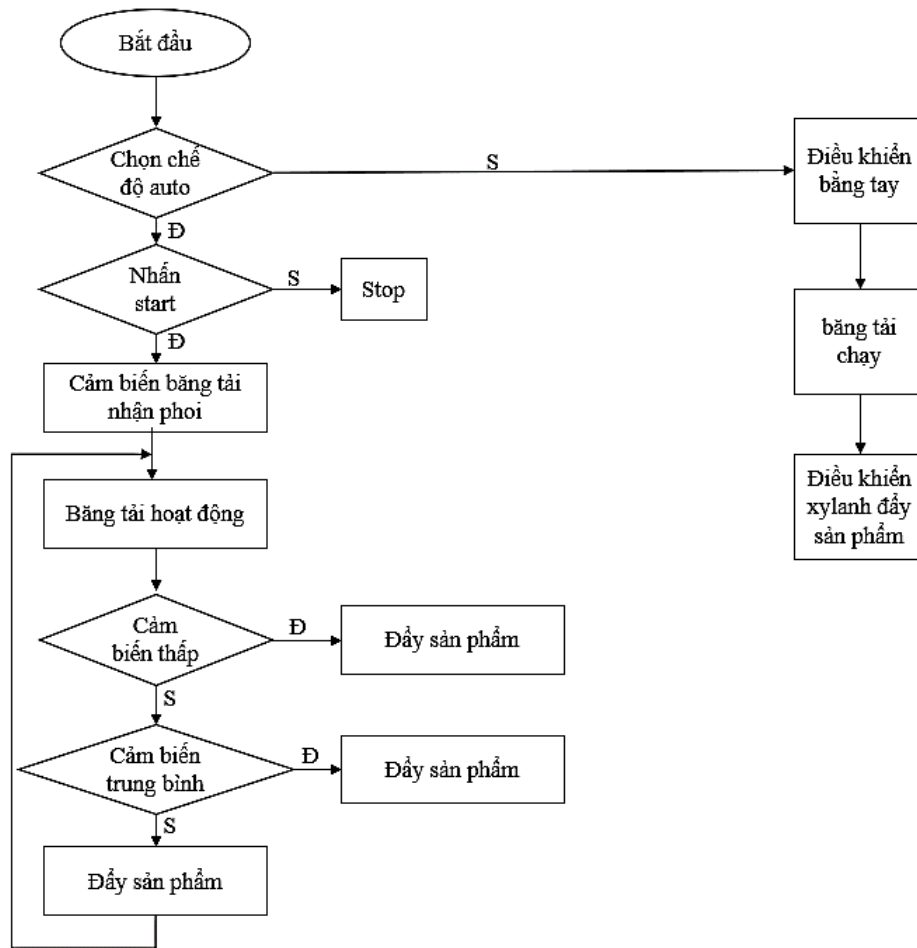 Bắt đầu
Chọn chế
độ auto
S
Điều khiển
bằng tay
Đ
Nhấn
start
S
Stop
băng tải
chạy
Đ
Cảm biến băng tải
nhận phoi
Điều khiển
xylanh đẩy
sản phẩm
Băng tải hoạt động
Cảm
biến thấp
Đ
Đẩy sản phẩm
S
Cảm biến
trung bình
Đ
Đẩy sản phẩm
S
Đẩy sản phẩm